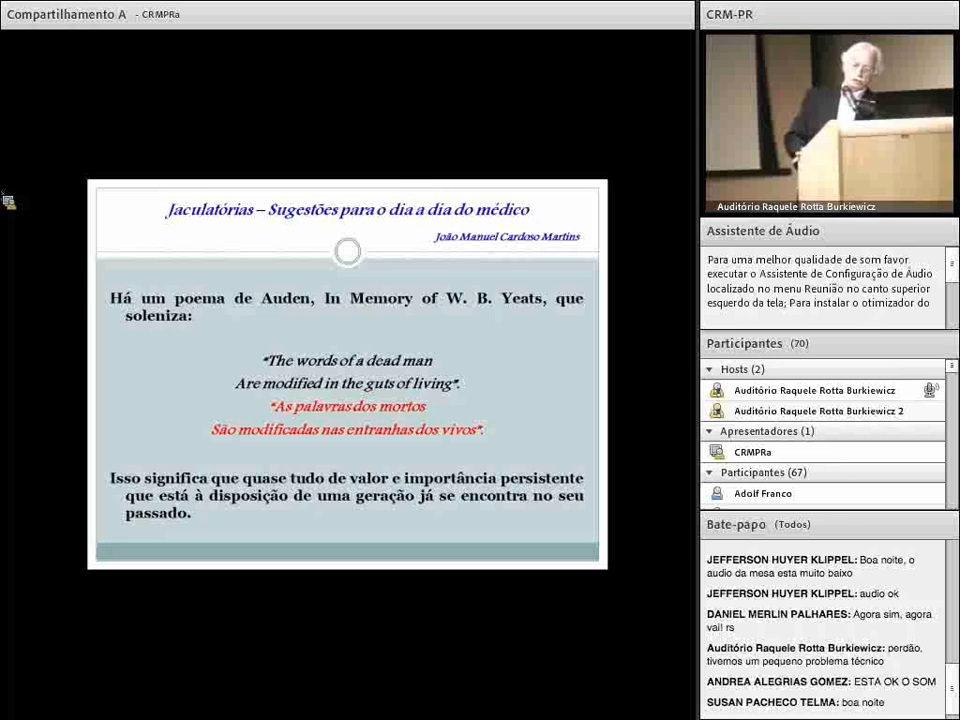 Compartilhamento A - CRMPRa
Jaculatórias – Sugestões para o dia a dia do médico
João Manuel Cardoso Martins
Há um poema de Auden, In Memory of W. B. Yeats, que
soleniza:
“The words of a dead man
Are modified in the guts of living”.
“As palavras dos mortos
São modificadas nas entranhas dos vivos”.
Isso significa que quase tudo de valor e importância persistente
que está à disposição de uma geração já se encontra no seu
passado.
CRM-PR
Auditório Raquele Rotta Burkiewicz
Assistente de Áudio
Para uma melhor qualidade de som favor
executar o Assistente de Configuração de Áudio
localizado no menu Reunião no canto superior
esquerdo da tela; Para instalar o otimizador do
Participantes (70)
Hosts (2)
Auditório Raquele Rotta Burkiewicz
Auditório Raquele Rotta Burkiewicz 2
Apresentadores (1)
CRMPRa
Participantes (67)
Adolf Franco
Bate-papo (Todos)
JEFFERSON HUYER KLIPPEL: Boa noite, o
audio da mesa esta muito baixo
JEFFERSON HUYER KLIPPEL: audio ok
DANIEL MERLIN PALHARES: Agora sim, agora
vai! rs
Auditório Raquele Rotta Burkiewicz: perdão,
tivemos um pequeno problema técnico
ANDREA ALEGRIAS GOMEZ: ESTA OK O SOM
SUSAN PACHECO TELMA: boa noite